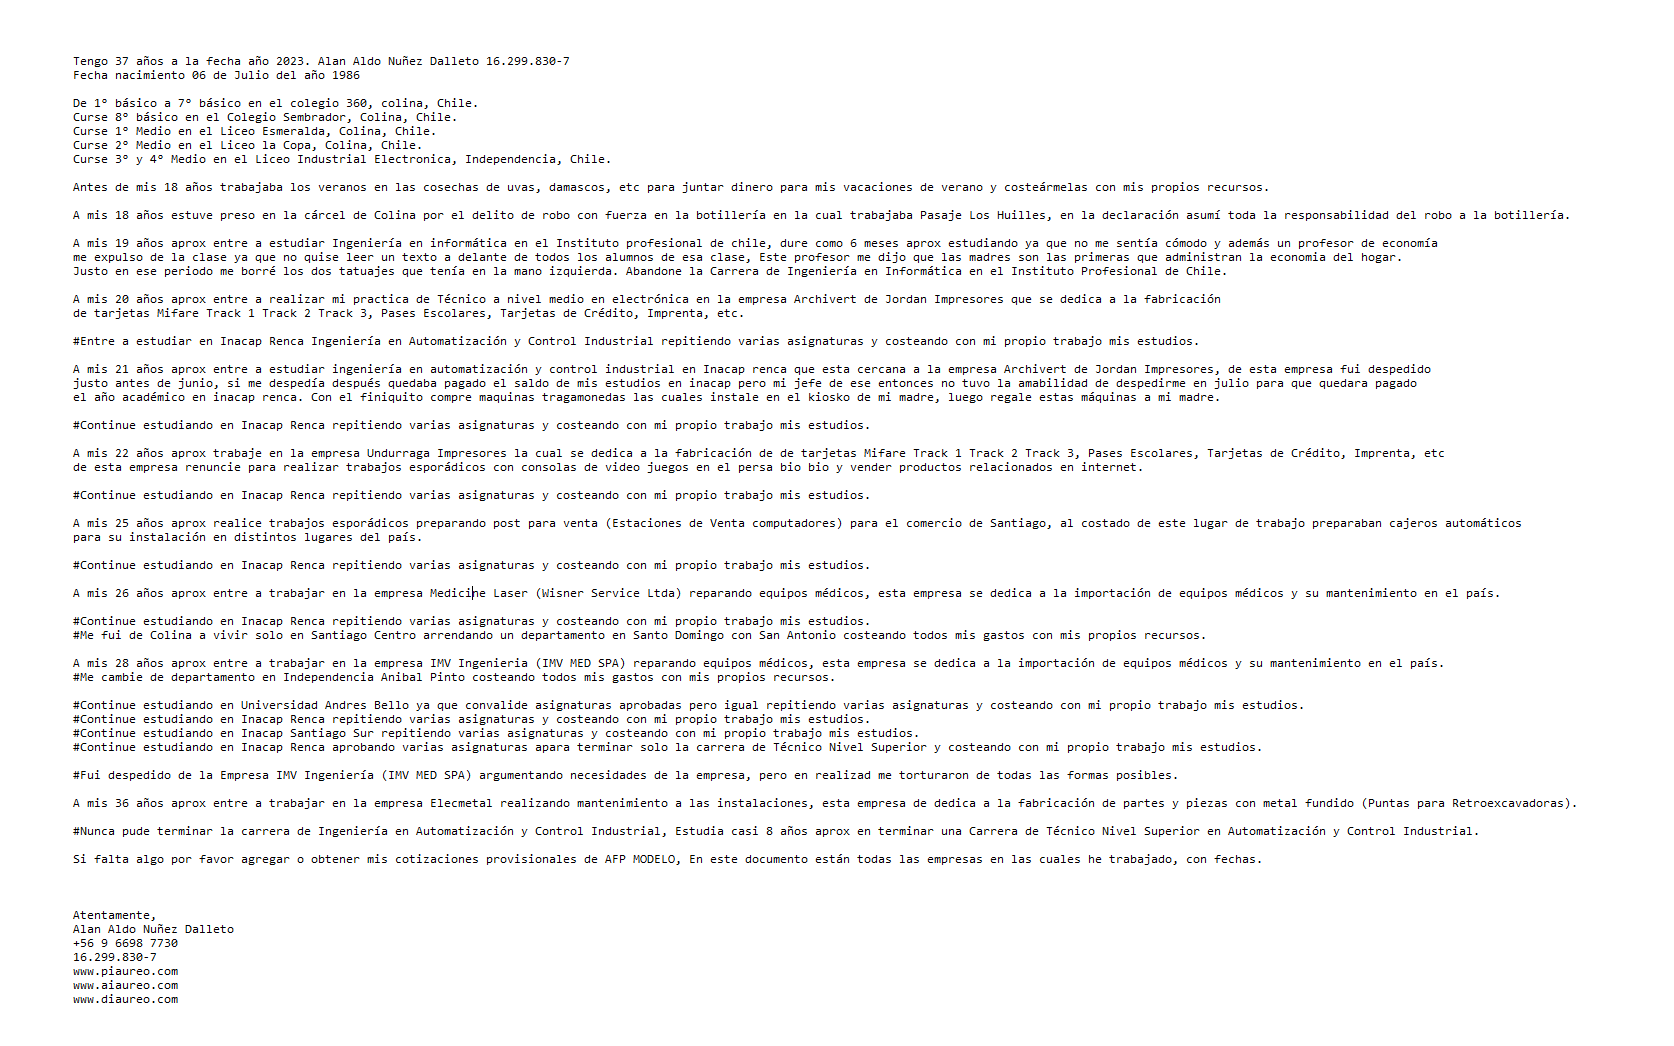 Tengo 37 años a la fecha año 2023. Alan Aldo Nuñez Dalleto 16.299.830-7
Fecha nacimiento 06 de Julio del año 1986
De 1° básico a 7° básico en el colegio 360, colina, Chile.
Curse 8° básico en el Colegio Sembrador, Colina, Chile.
Curse 1° Medio en el Liceo Esmeralda, Colina, Chile.
Curse 2° Medio en el Liceo la Copa, Colina, Chile.
Curse 3° y 4° Medio en el Liceo Industrial Electronica, Independencia, Chile.
Antes de mis 18 años trabajaba los veranos en las cosechas de uvas, damascos, etc para juntar dinero para mis vacaciones de verano y costeármelas con mis propios recursos.
A mis 18 años estuve preso en la cárcel de Colina por el delito de robo con fuerza en la botillería en la cual trabajaba Pasaje Los Huilles, en la declaración asumí toda la responsabilidad del robo a la botillería.
A mis 19 años aprox entre a estudiar Ingeniería en informática en el Instituto profesional de chile, dure como 6 meses aprox estudiando ya que no me sentía cómodo y además un profesor de economía
me expulso de la clase ya que no quise leer un texto a delante de todos los alumnos de esa clase, Este profesor me dijo que las madres son las primeras que administran la economia del hogar.
Justo en ese periodo me borré los dos tatuajes que tenía en la mano izquierda. Abandone la Carrera de Ingeniería en Informática en el Instituto Profesional de Chile.
A mis 20 años aprox entre a realizar mi practica de Técnico a nivel medio en electrónica en la empresa Archivert de Jordan Impresores que se dedica a la fabricación
de tarjetas Mifare Track 1 Track 2 Track 3, Pases Escolares, Tarjetas de Crédito, Imprenta, etc.
#Entre a estudiar en Inacap Renca Ingeniería en Automatización y Control Industrial repitiendo varias asignaturas y costeando con mi propio trabajo mis estudios.
A mis 21 años aprox entre a estudiar ingeniería en automatización y control industrial en Inacap renca que esta cercana a la empresa Archivert de Jordan Impresores, de esta empresa fui despedido
justo antes de junio, si me despedía después quedaba pagado el saldo de mis estudios en inacap pero mi jefe de ese entonces no tuvo la amabilidad de despedirme en julio para que quedara pagado
el año académico en inacap renca. Con el finiquito compre maquinas tragamonedas las cuales instale en el kiosko de mi madre, luego regale estas máquinas a mi madre.
#Continue estudiando en Inacap Renca repitiendo varias asignaturas y costeando con mi propio trabajo mis estudios.
A mis 22 años aprox trabaje en la empresa Undurraga Impresores la cual se dedica a la fabricación de de tarjetas Mifare Track 1 Track 2 Track 3, Pases Escolares, Tarjetas de Crédito, Imprenta, etc
de esta empresa renuncie para realizar trabajos esporádicos con consolas de video juegos en el persa bio bio y vender productos relacionados en internet.
#Continue estudiando en Inacap Renca repitiendo varias asignaturas y costeando con mi propio trabajo mis estudios.
A mis 25 años aprox realice trabajos esporádicos preparando post para venta (Estaciones de Venta computadores) para el comercio de Santiago, al costado de este lugar de trabajo preparaban cajeros automáticos
para su instalación en distintos lugares del país.
#Continue estudiando en Inacap Renca repitiendo varias asignaturas y costeando con mi propio trabajo mis estudios.
A mis 26 años aprox entre a trabajar en la empresa Medicine Laser (Wisner Service Ltda) reparando equipos médicos, esta empresa se dedica a la importación de equipos médicos y su mantenimiento en el país.
#Continue estudiando en Inacap Renca repitiendo varias asignaturas y costeando con mi propio trabajo mis estudios.
#Me fui de Colina a vivir solo en Santiago Centro arrendando un departamento en Santo Domingo con San Antonio costeando todos mis gastos con mis propios recursos.
A mis 28 años aprox entre a trabajar en la empresa IMV Ingenieria (IMV MED SPA) reparando equipos médicos, esta empresa se dedica a la importación de equipos médicos y su mantenimiento en el país.
#Me cambie de departamento en Independencia Anibal Pinto costeando todos mis gastos con mis propios recursos.
#Continue estudiando en Universidad Andres Bello ya que convalide asignaturas aprobadas pero igual repitiendo varias asignaturas y costeando con mi propio trabajo mis estudios.
#Continue estudiando en Inacap Renca repitiendo varias asignaturas y costeando con mi propio trabajo mis estudios.
#Continue estudiando en Inacap Santiago Sur repitiendo varias asignaturas y costeando con mi propio trabajo mis estudios.
#Continue estudiando en Inacap Renca aprobando varias asignaturas apara terminar solo la carrera de Técnico Nivel Superior y costeando con mi propio trabajo mis estudios.
#Fui despedido de la Empresa IMV Ingeniería (IMV MED SPA) argumentando necesidades de la empresa, pero en realizad me torturaron de todas las formas posibles.
A mis 36 años aprox entre a trabajar en la empresa Elecmetal realizando mantenimiento a las instalaciones, esta empresa de dedica a la fabricación de partes y piezas con metal fundido (Puntas para Retroexcavadoras).
#Nunca pude terminar la carrera de Ingeniería en Automatización y Control Industrial, Estudia casi 8 años aprox en terminar una Carrera de Técnico Nivel Superior en Automatización y Control Industrial.
Si falta algo por favor agregar o obtener mis cotizaciones provisionales de AFP MODELO, En este documento están todas las empresas en las cuales he trabajado, con fechas.
Atentamente,
Alan Aldo Nuñez Dalleto
+56 9 6698 7730
16.299.830-7
www.piaureo.com
www.aiaureo.com
www.diaureo.com